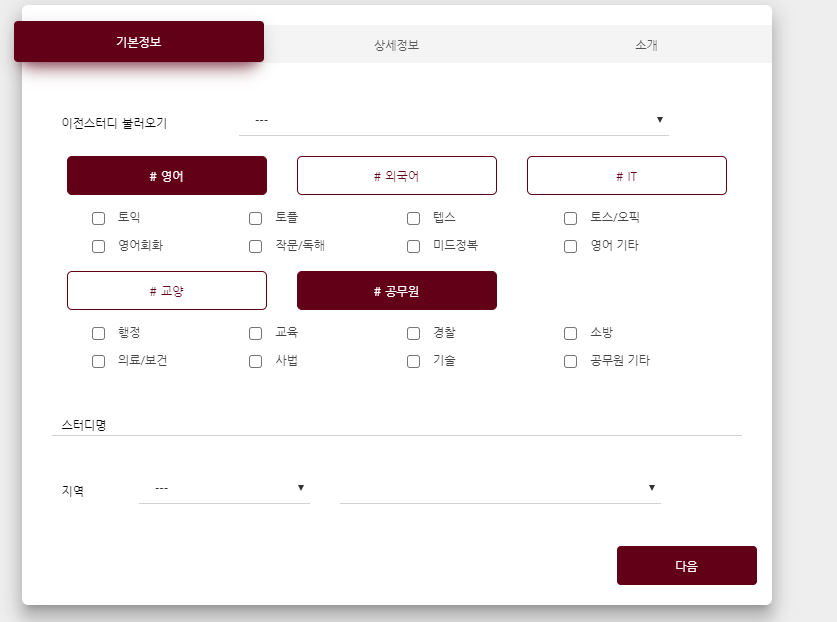 기본정보 상세정보 소개
이전스터디 불러오기 ---
# 영어 # 외국어 # IT
토익 토플 텝스 토스/오픽
영어회화 작문/독해 미드정복 영어 기타
# 교양 # 공무원
행정 교육 경찰 소방
의료/보건 사법 기술 공무원 기타
스터디명
지역 ---
다음